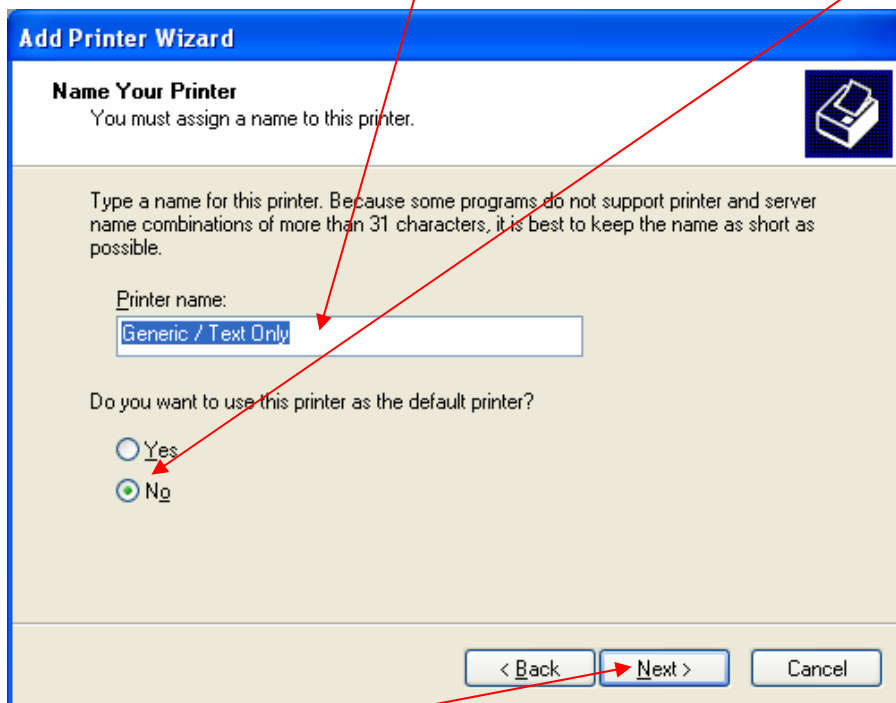 Add Printer Wizard
Name Your Printer
You must assign a name to this printer.
Type a name for this printer. Because some programs do not support printer and server
name combinations of more than 31 characters, it is best to keep the name as short as
possible.
Printer name:
Generic / Text Only
Do you want to use this printer as the default printer?
Yes
No
< Back
Next >
Cancel